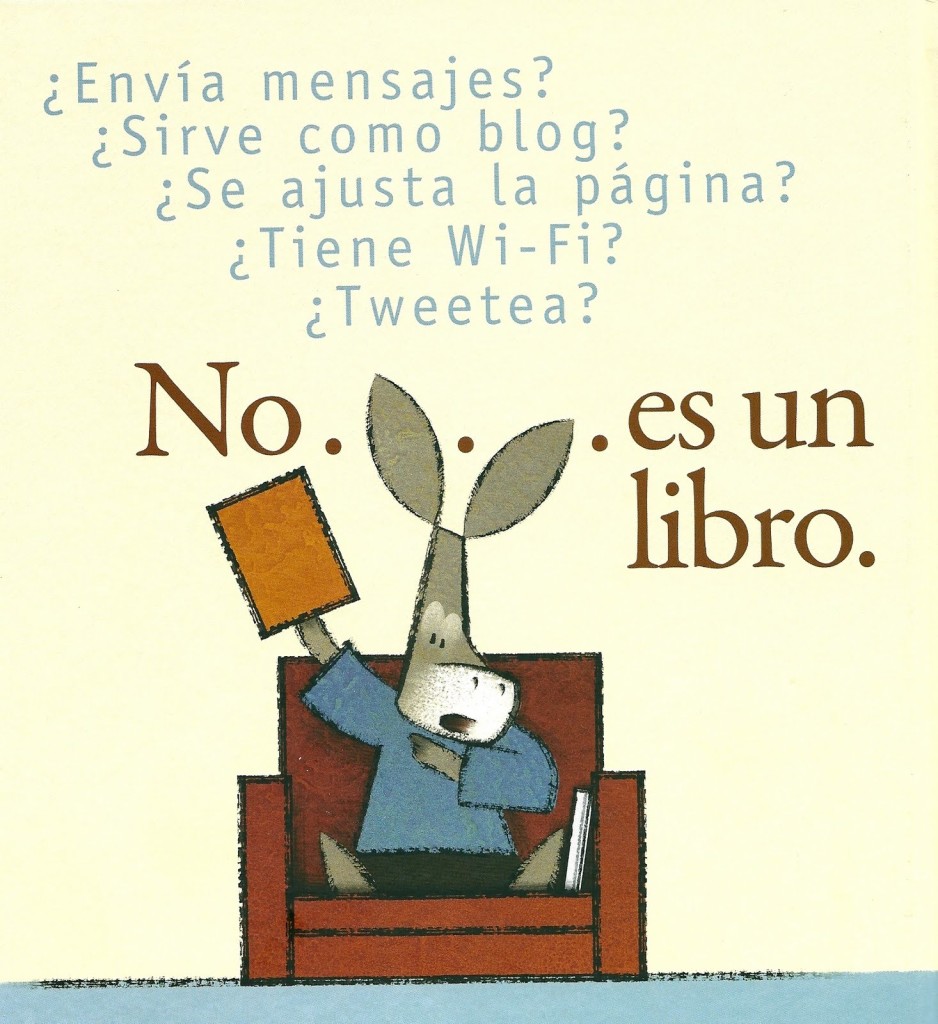 ¿Envía mensajes?
¿Sirve como blog?
¿Se ajusta la página?
¿Tiene Wi-Fi?
¿Tweetea?
No. . . es un
libro.